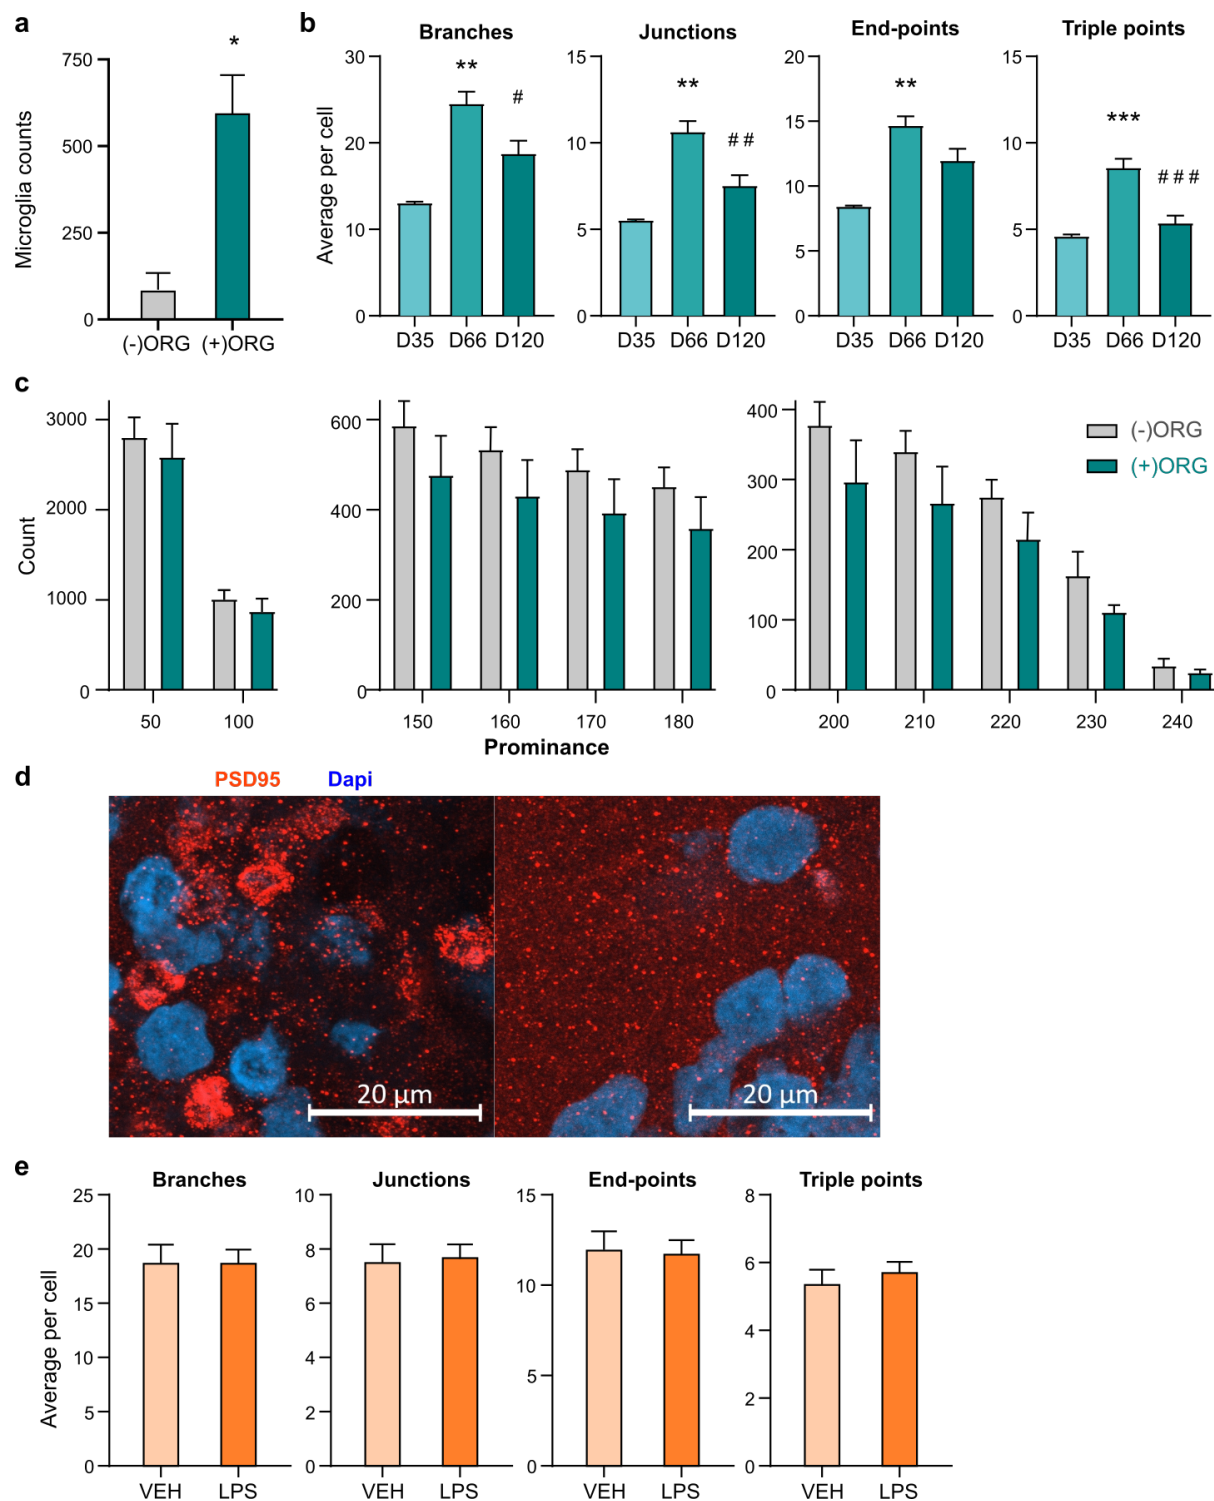 a
Microglia counts
750
500
250
0
*
(-)ORG (+)ORG
b
Average per cell
Branches
30
20
10
0
**
#
D35 D66 D120
Junctions
15
10
5
0
**
##
D35 D66 D120
End-points
20
15
10
5
0
**
D35 D66 D120
Triple points
15
10
5
0
***
###
D35 D66 D120
c
Count
3000
2000
1000
0
50 100
600
400
200
0
150 160 170 180
400
300
200
100
0
200 210 220 230 240
(-)ORG
(+)ORG
Prominance
d
PSD95 Dapi
20 μm
20 μm
e
Average per cell
Branches
25
20
15
10
5
0
VEH LPS
Junctions
10
8
6
4
2
0
VEH LPS
End-points
15
10
5
0
VEH LPS
Triple points
8
6
4
2
0
VEH LPS